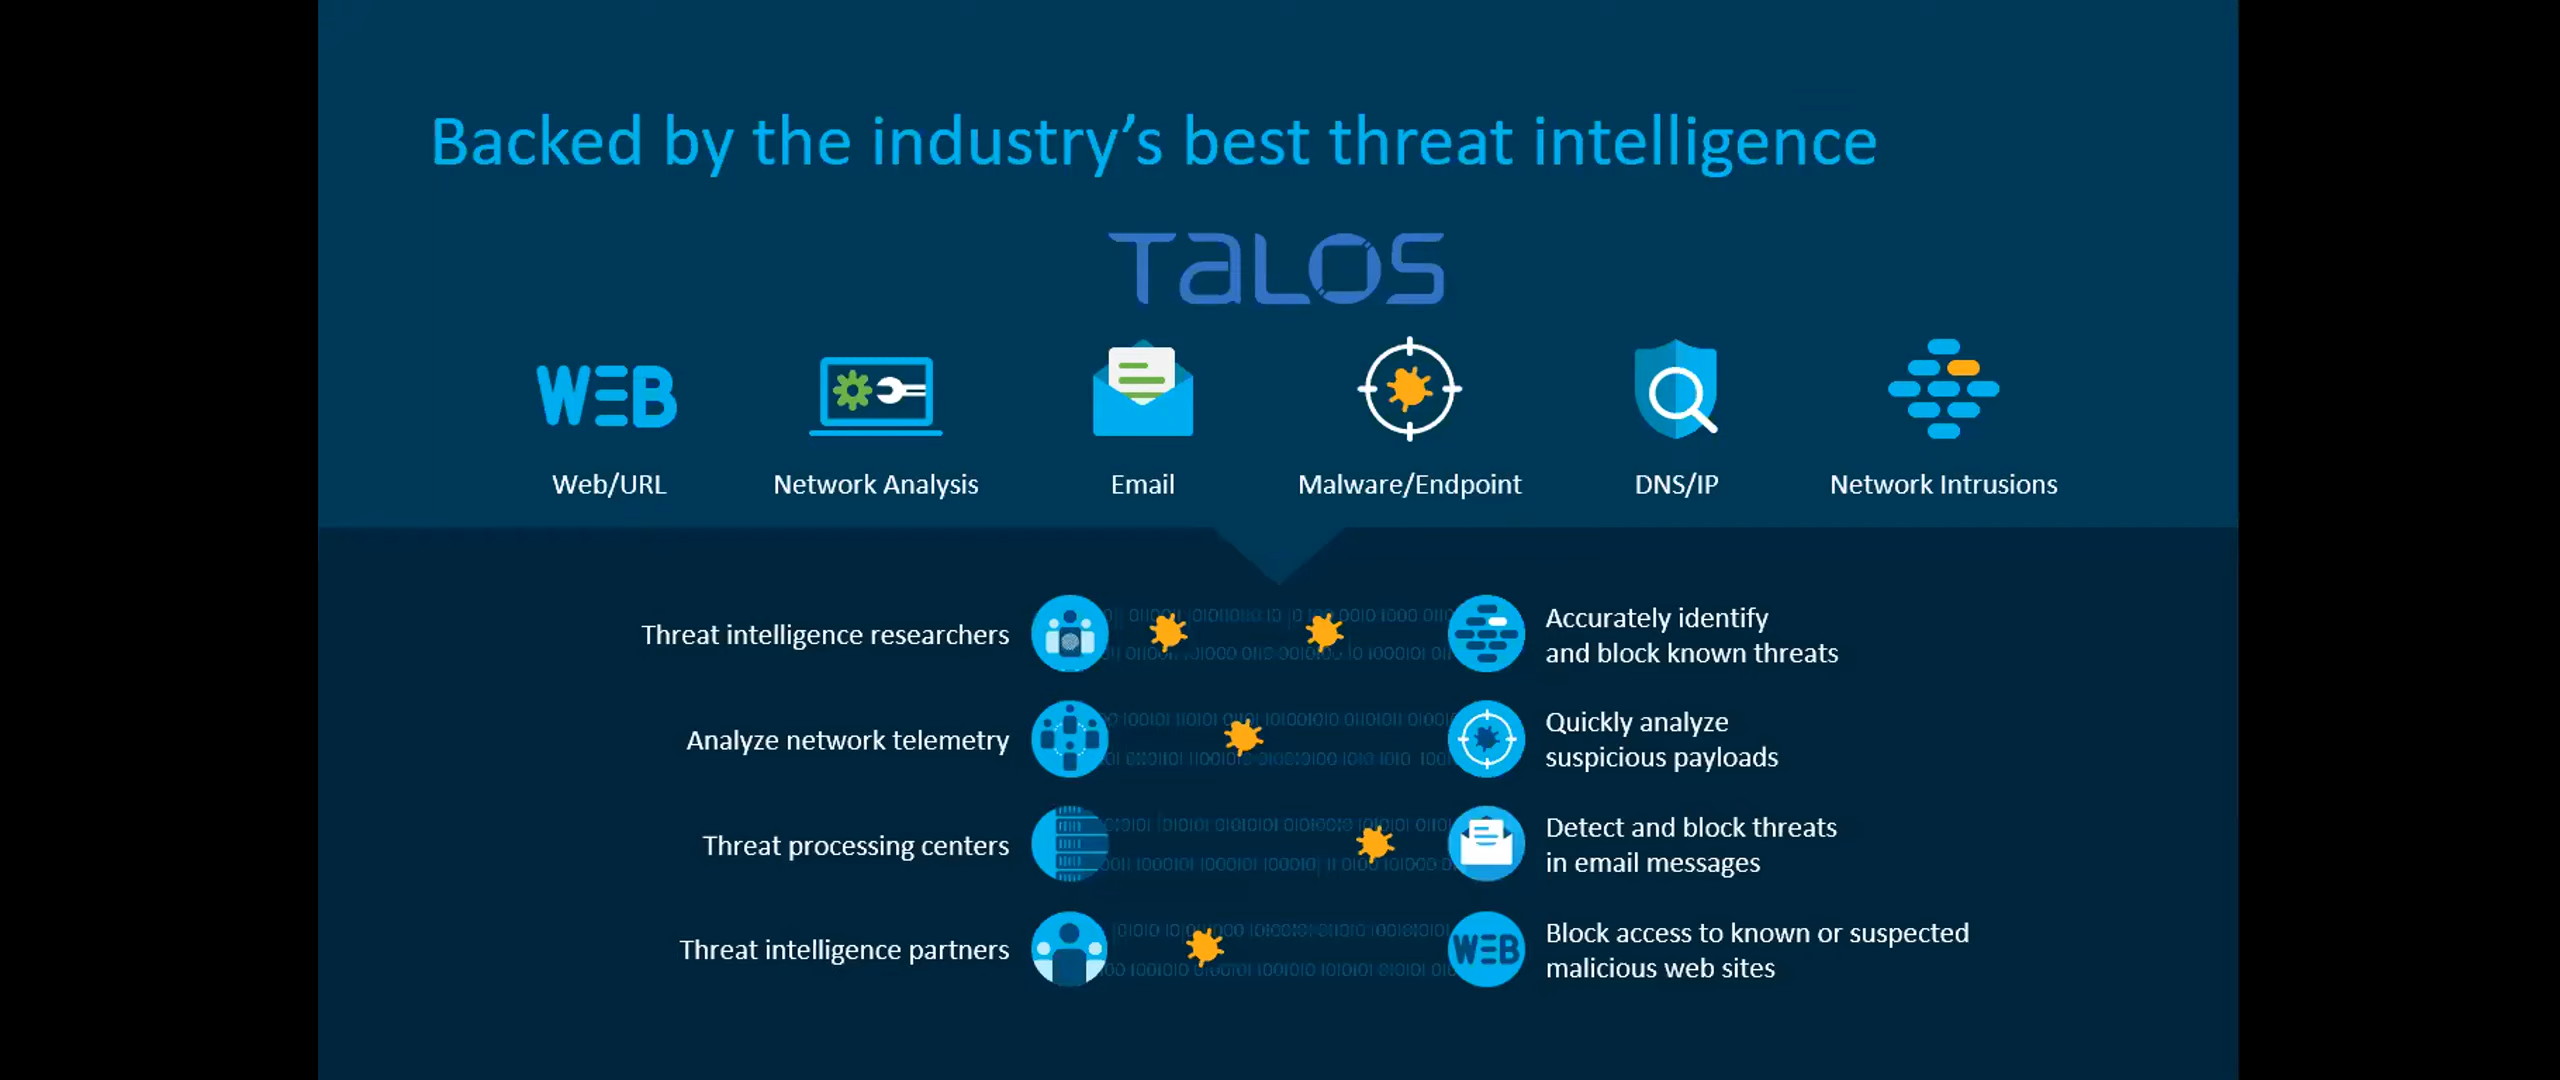 Backed by the industry’s best threat intelligence
TALOS
WEB
Web/URL
Network Analysis
Email
Malware/Endpoint
DNS/IP
Network Intrusions
Threat intelligence researchers
Accurately identify
and block known threats
Analyze network telemetry
Quickly analyze
suspicious payloads
Threat processing centers
Detect and block threats
in email messages
Threat intelligence partners
WEB
Block access to known or suspected
malicious web sites